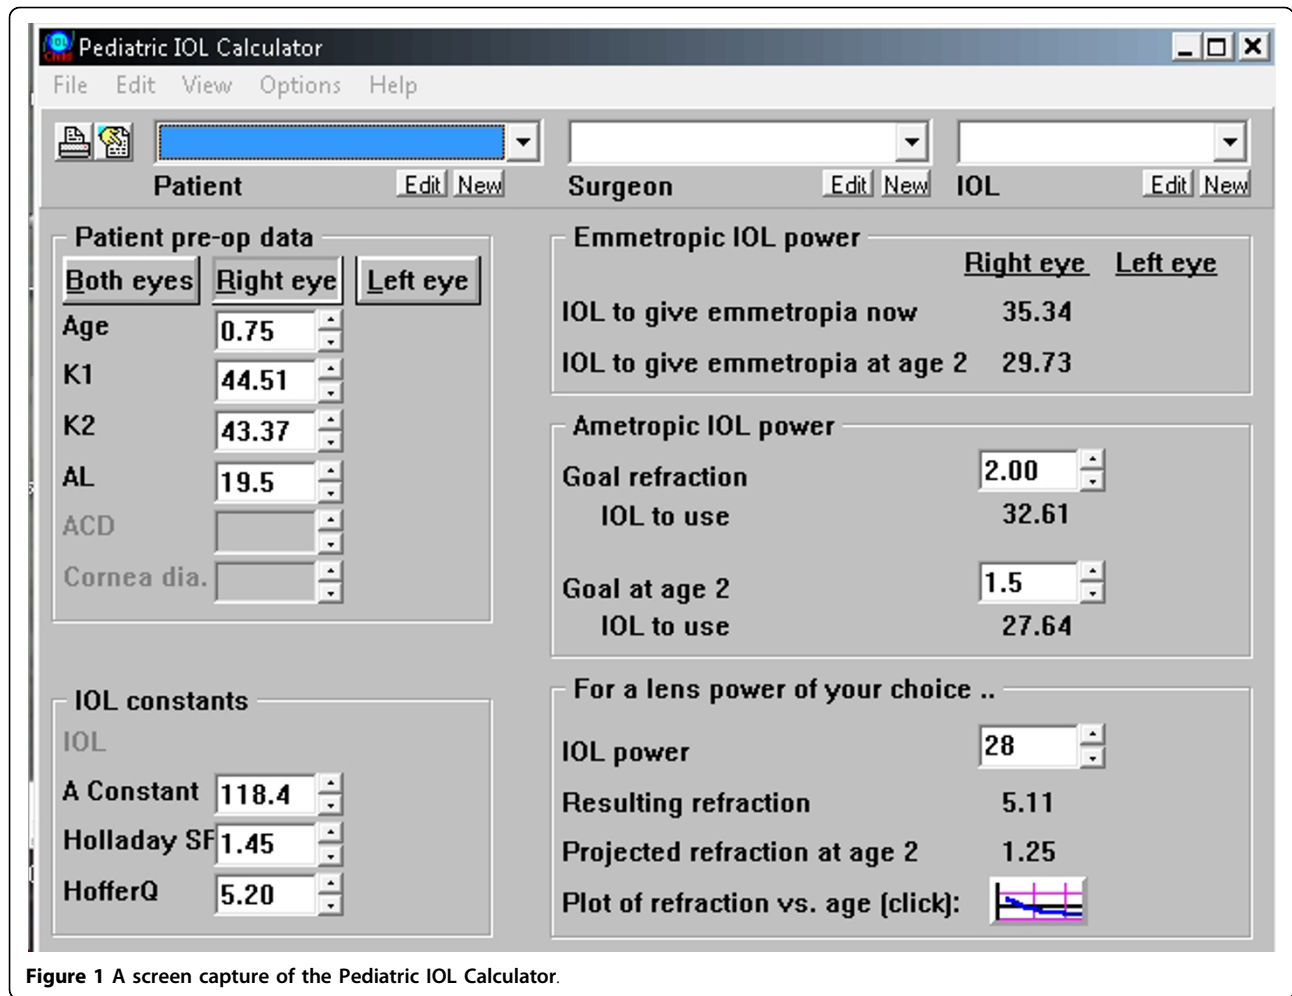 Pediatric IOL Calculator
File Edit View Options Help
Patient Edit New Surgeon Edit New IOL Edit New
Patient pre-op data
Both eyes Right eye Left eye
Age 0.75
K1 44.51
K2 43.37
AL 19.5
ACD
Cornea dia.
IOL constants
IOL
A Constant 118.4
Holladay SF 1.45
HofferQ 5.20
Emmetropic IOL power
Right eye Left eye
IOL to give emmetropia now 35.34
IOL to give emmetropia at age 2 29.73
Ametropic IOL power
Goal refraction 2.00
IOL to use 32.61
Goal at age 2 1.5
IOL to use 27.64
For a lens power of your choice ..
IOL power 28
Resulting refraction 5.11
Projected refraction at age 2 1.25
Plot of refraction vs. age (click):
Figure 1 A screen capture of the Pediatric IOL Calculator.